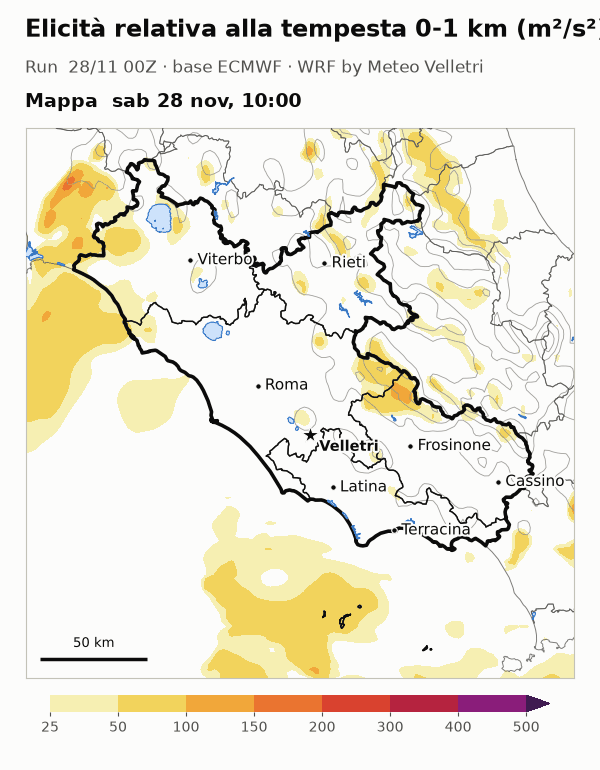 Elicità relativa alla tempesta 0-1 km (m²/s²)
Run  28/11 00Z · base ECMWF · WRF by Meteo Velletri
Mappa  sab 28 nov, 10:00
Viterbo
Rieti
Roma
Velletri
Frosinone
Cassino
Latina
Terracina
50 km
25 50 100 150 200 300 400 500